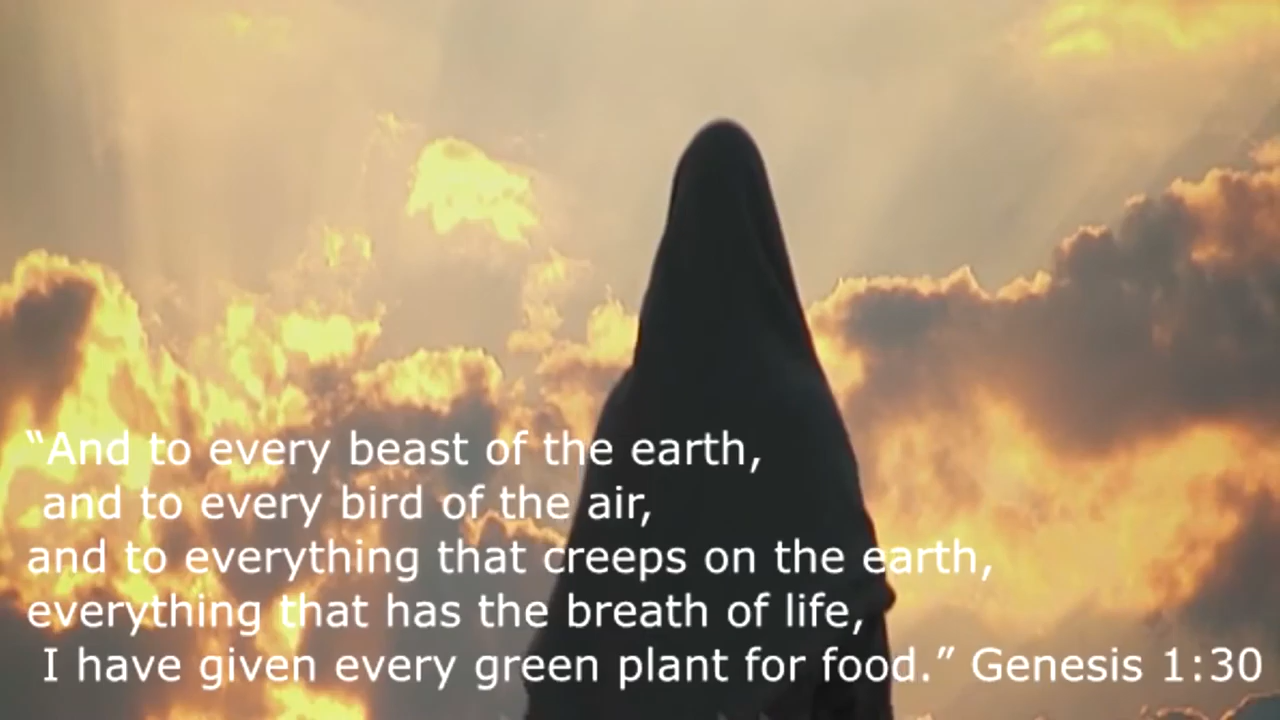 “And to every beast of the earth,
and to every bird of the air,
and to everything that creeps on the earth,
everything that has the breath of life,
I have given every green plant for food.” Genesis 1:30